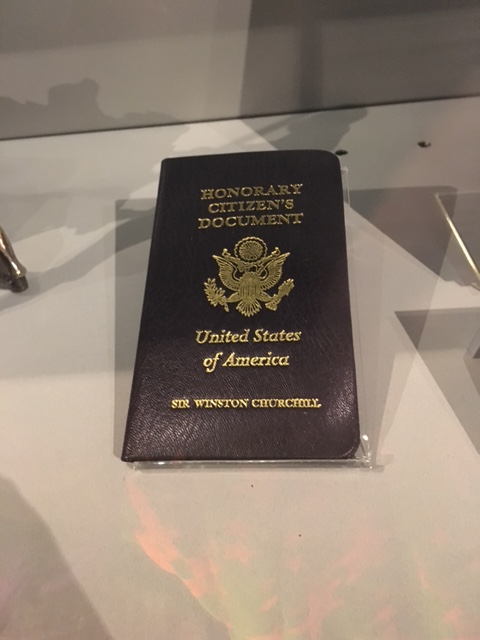 HONORARY
CITIZEN'S
DOCUMENT
United States
of America
SIR WINSTON CHURCHILL